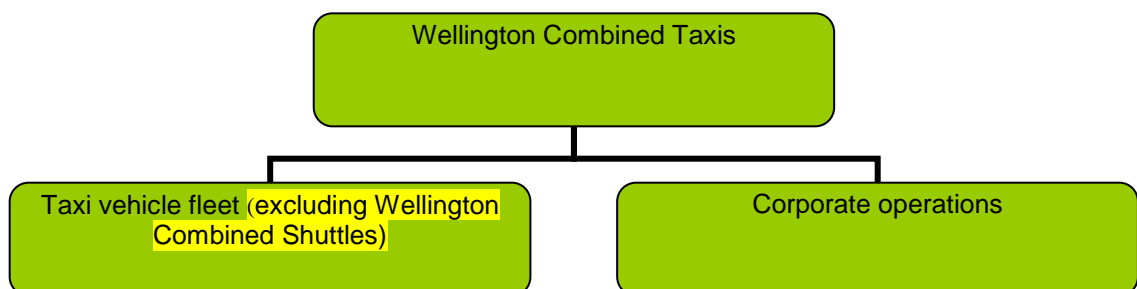 Wellington Combined Taxis
Taxi vehicle fleet (excluding Wellington
Combined Shuttles)
Corporate operations